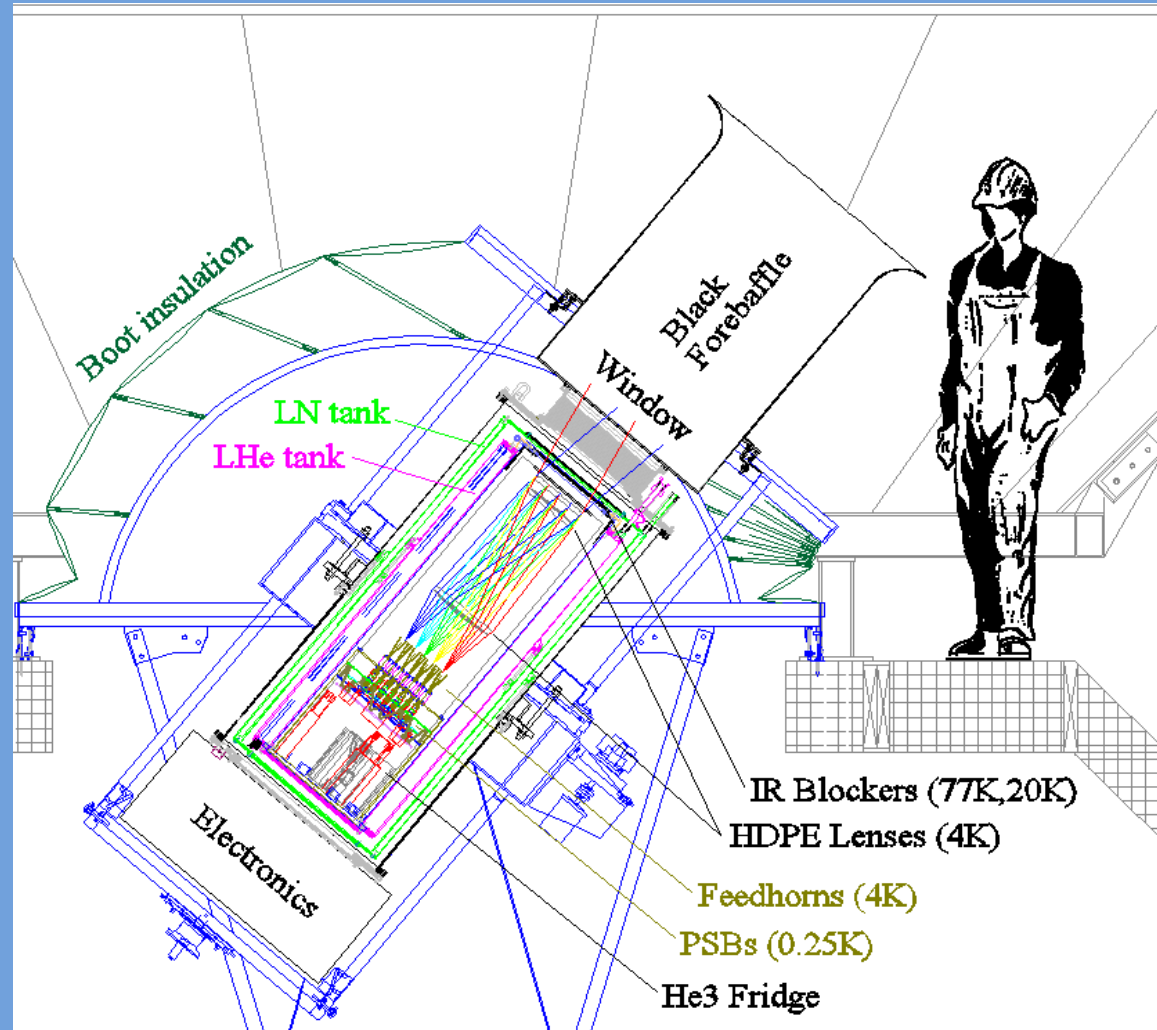 Boot insulation
Black
Forebaffle
Window
LN tank
LHe tank
IR Blockers (77K,20K)
HDPE Lenses (4K)
Electronics
Feedhorns (4K)
PSBs (0.25K)
He3 Fridge